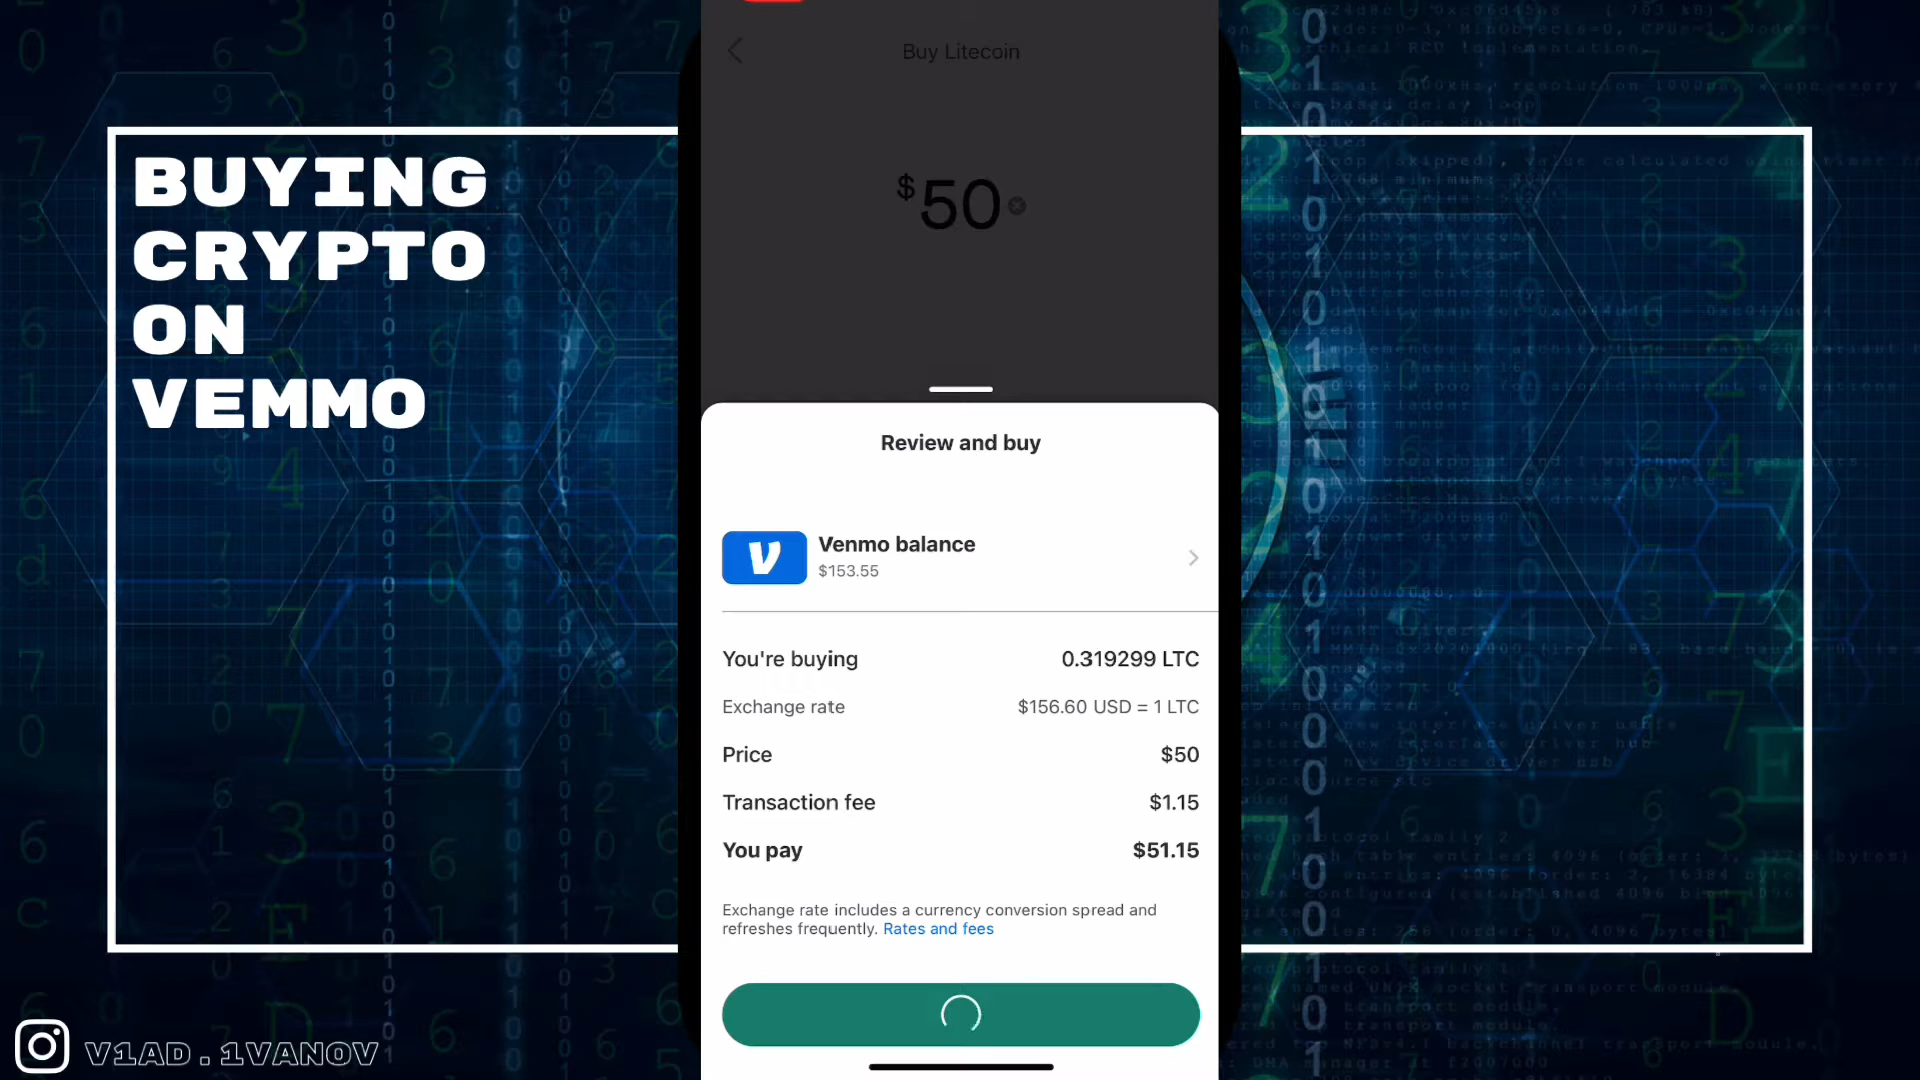 BUYING
CRYPTO
ON
VEMMO
Buy Litecoin
$50
Review and buy
Venmo balance
$153.55
You're buying 0.319299 LTC
Exchange rate $156.60 USD = 1 LTC
Price $50
Transaction fee $1.15
You pay $51.15
Exchange rate includes a currency conversion spread and
refreshes frequently. Rates and fees
V1AD.1VANOV